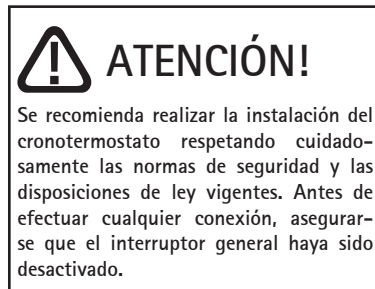 ATENCIÓN!
Se recomienda realizar la instalación del
cronotermostato respetando cuidado-
samente las normas de seguridad y las
disposiciones de ley vigentes. Antes de
efectuar cualquier conexión, asegurar-
se que el interruptor general haya sido
desactivado.